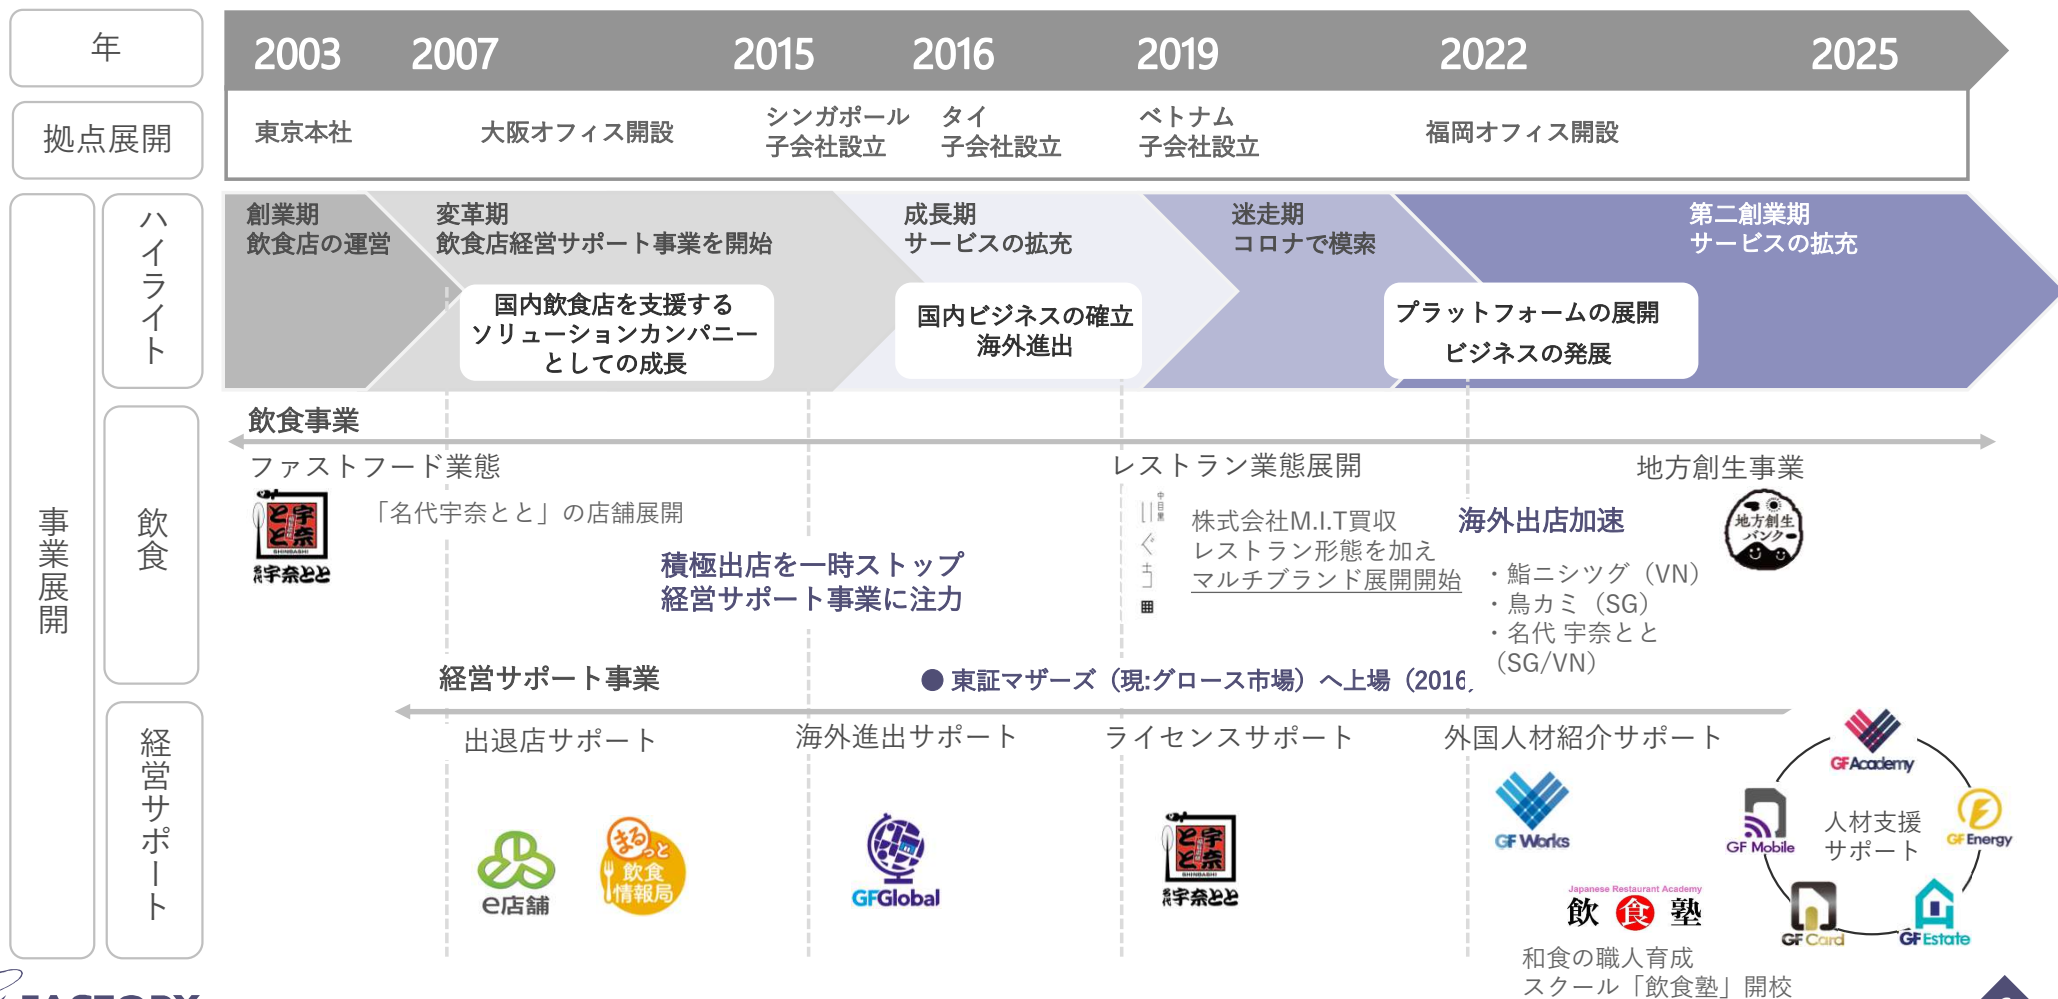 年
2003 2007 2015 2016 2019 2022 2025
拠点展開
東京本社
大阪オフィス開設
シンガポール
子会社設立
タイ
子会社設立
ベトナム
子会社設立
福岡オフィス開設
事業展開
ハイライト
創業期
飲食店の運営
変革期
飲食店経営サポート事業を開始
国内飲食店を支援する
ソリューションカンパニー
としての成長
成長期
サービスの拡充
国内ビジネスの確立
海外進出
迷走期
コロナで模索
プラットフォームの展開
ビジネスの発展
第二創業期
サービスの拡充
飲食
飲食事業
ファストフード業態
宇奈
とと
SHINBASHI
名代宇奈とと
「名代宇奈とと」の店舗展開
積極出店を一時ストップ
経営サポート事業に注力
レストラン業態展開
中目黒
いぐち
株式会社M.I.T買収
レストラン形態を加え
マルチブランド展開開始
海外出店加速
・鮨ニシツグ（VN）
・鳥カミ（SG）
・名代 宇奈とと
（SG/VN）
地方創生事業
地方創生
バンク
経営サポート
経営サポート事業
● 東証マザーズ（現:グロース市場）へ上場（2016
出退店サポート
e店舗
まるっと
飲食
情報局
海外進出サポート
GFGlobal
ライセンスサポート
宇奈
とと
SHINBASHI
名代宇奈とと
外国人材紹介サポート
GF Works
Japanese Restaurant Academy
飲食塾
和食の職人育成
スクール「飲食塾」開校
GFAcademy
GF Mobile
人材支援
サポート
GF Energy
GF Card
GF Estate
FACTORY